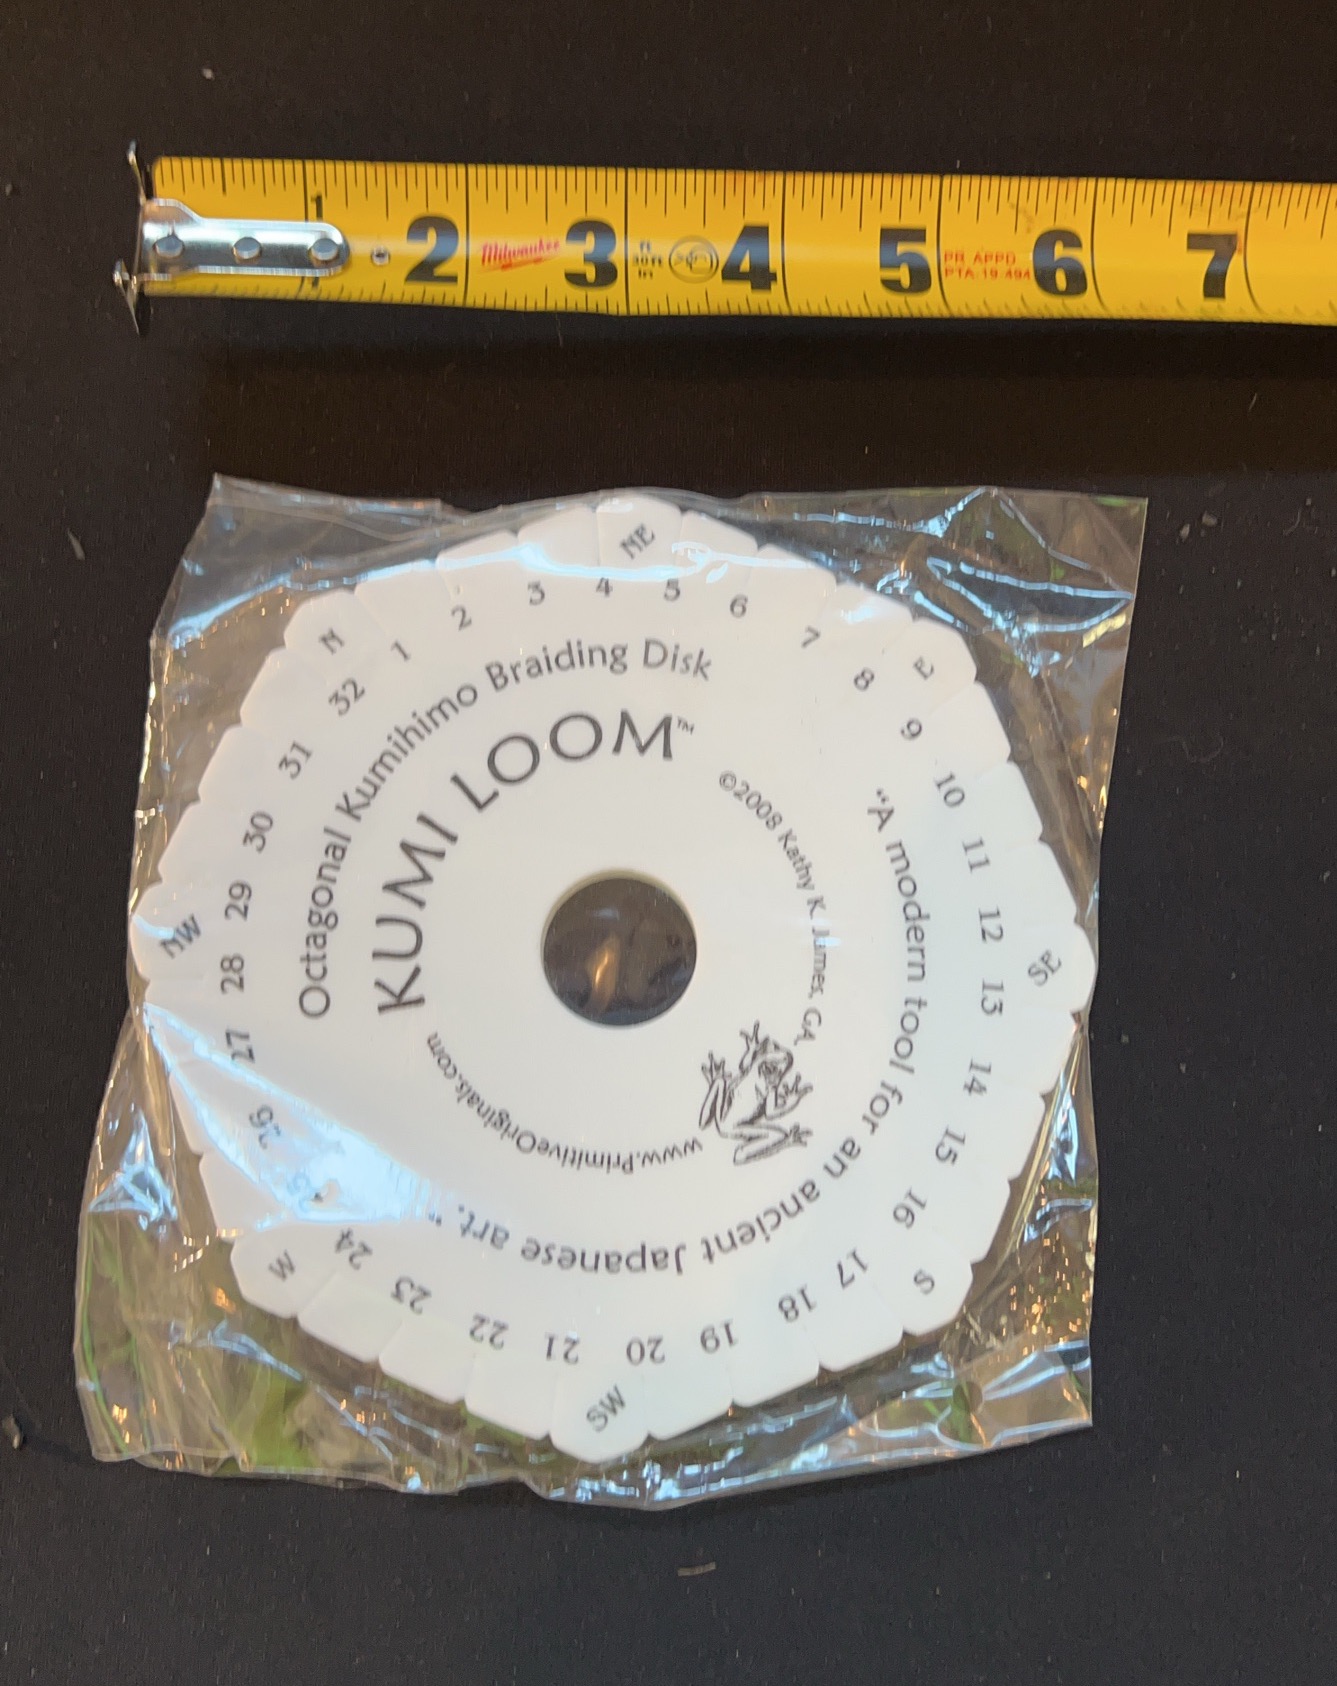 1 2 3 4 5 6 7
Milwaukee
PR APPD
PTA 19.494
NE
N
E
NW
SE
W
S
SW
1 2 3 4 5 6 7 8 9 10 11 12 13 14 15 16 17 18 19 20 21 22 23 24 25 26 27 28 29 30 31 32
Octagonal Kumihimo Braiding Disk
KUMI LOOM™
©2008 Kathy K. James, GA
www.PrimitiveOriginals.com
"A modern tool for an ancient Japanese art."